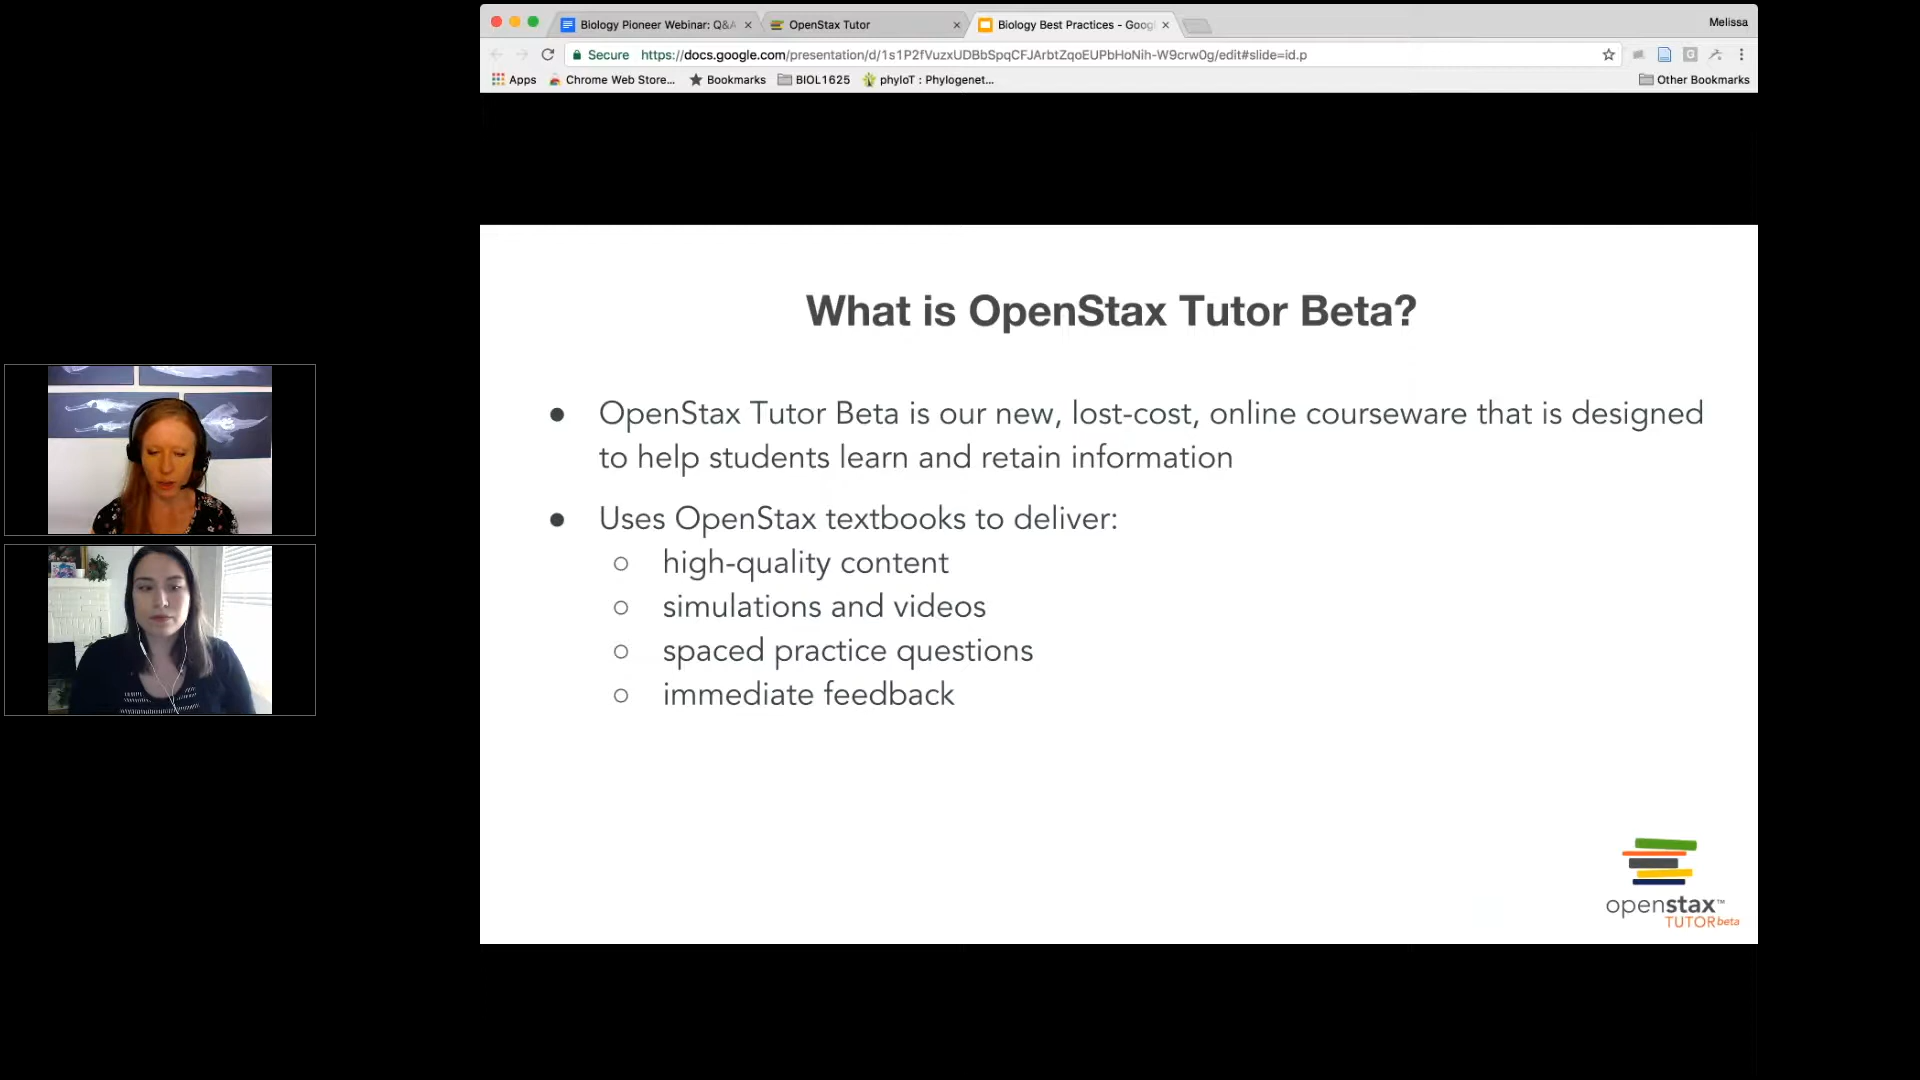 Biology Pioneer Webinar: Q&A
OpenStax Tutor
Biology Best Practices - Goog
Melissa
Secure https://docs.google.com/presentation/d/1s1P2fVuzxUDBbSpqCFJArbtZqoEUPbHoNih-W9crw0g/edit#slide=id.p
Apps Chrome Web Store... Bookmarks BIOL1625 phyloT : Phylogenet... Other Bookmarks
What is OpenStax Tutor Beta?
● OpenStax Tutor Beta is our new, lost-cost, online courseware that is designed
to help students learn and retain information
● Uses OpenStax textbooks to deliver:
○ high-quality content
○ simulations and videos
○ spaced practice questions
○ immediate feedback
openstax™
TUTOR beta